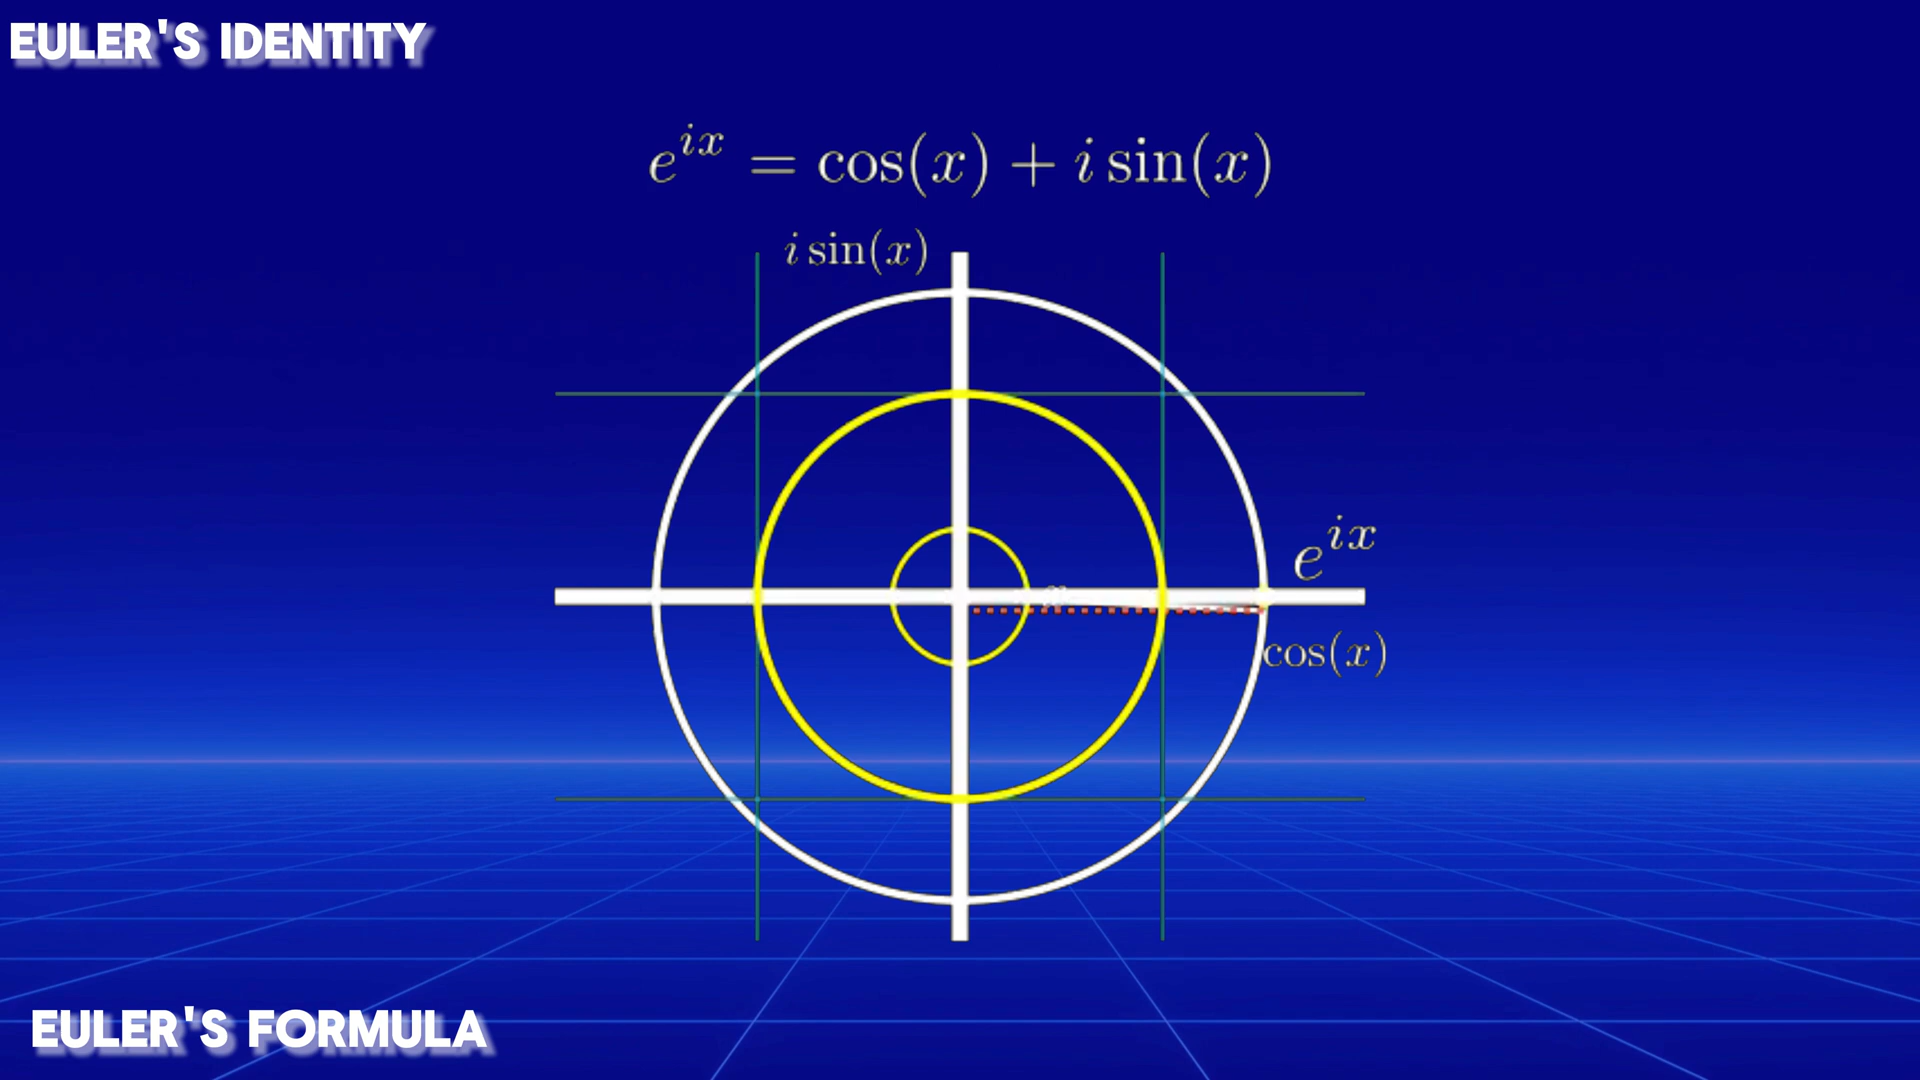 EULER'S IDENTITY
e^{ix} = cos(x) + i sin(x)
i sin(x)
e^{ix}
cos(x)
EULER'S FORMULA